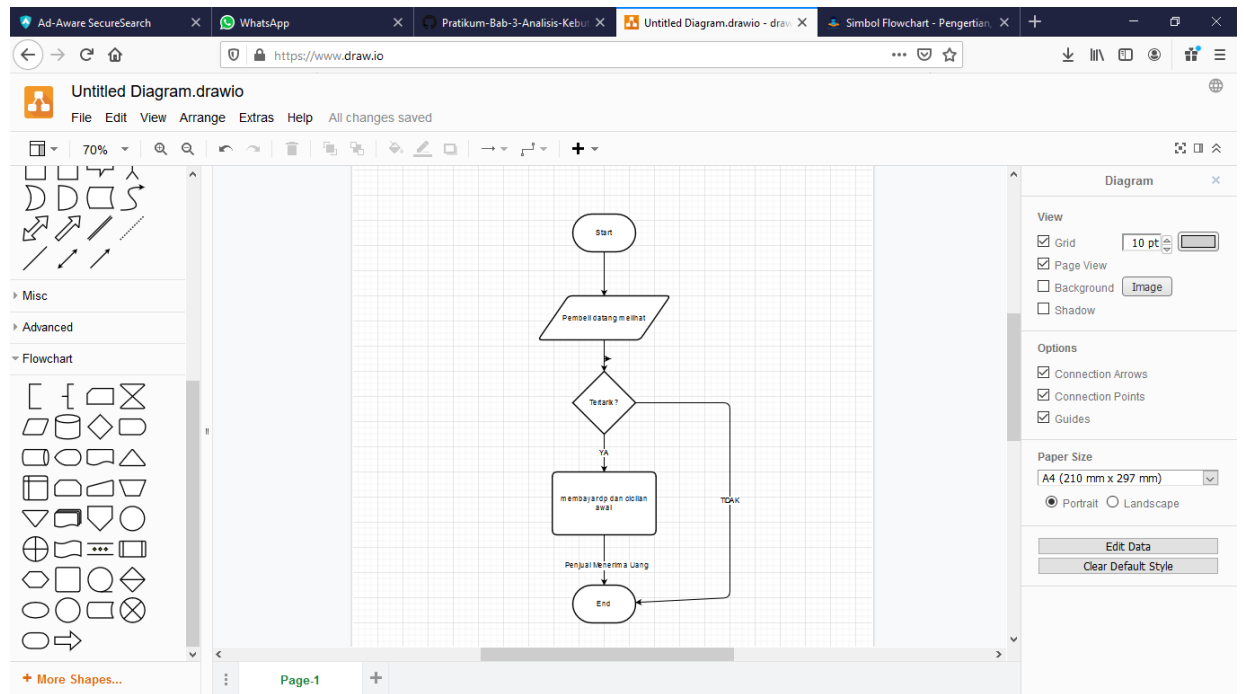 Ad-Aware SecureSearch
WhatsApp
Pratikum-Bab-3-Analisis-Kebut
Untitled Diagram.drawio - draw
Simbol Flowchart - Pengertian,
https://www.draw.io
Untitled Diagram.drawio
File Edit View Arrange Extras Help All changes saved
70%
Misc
Advanced
Flowchart
+ More Shapes...
Start
Pembeli datang melihat
Tertarik?
YA
TIDAK
membayar dp dan cicilan
awal
Penjual Menerima Uang
End
Page-1
Diagram
View
Grid
10 pt
Page View
Background
Image
Shadow
Options
Connection Arrows
Connection Points
Guides
Paper Size
A4 (210 mm x 297 mm)
Portrait
Landscape
Edit Data
Clear Default Style